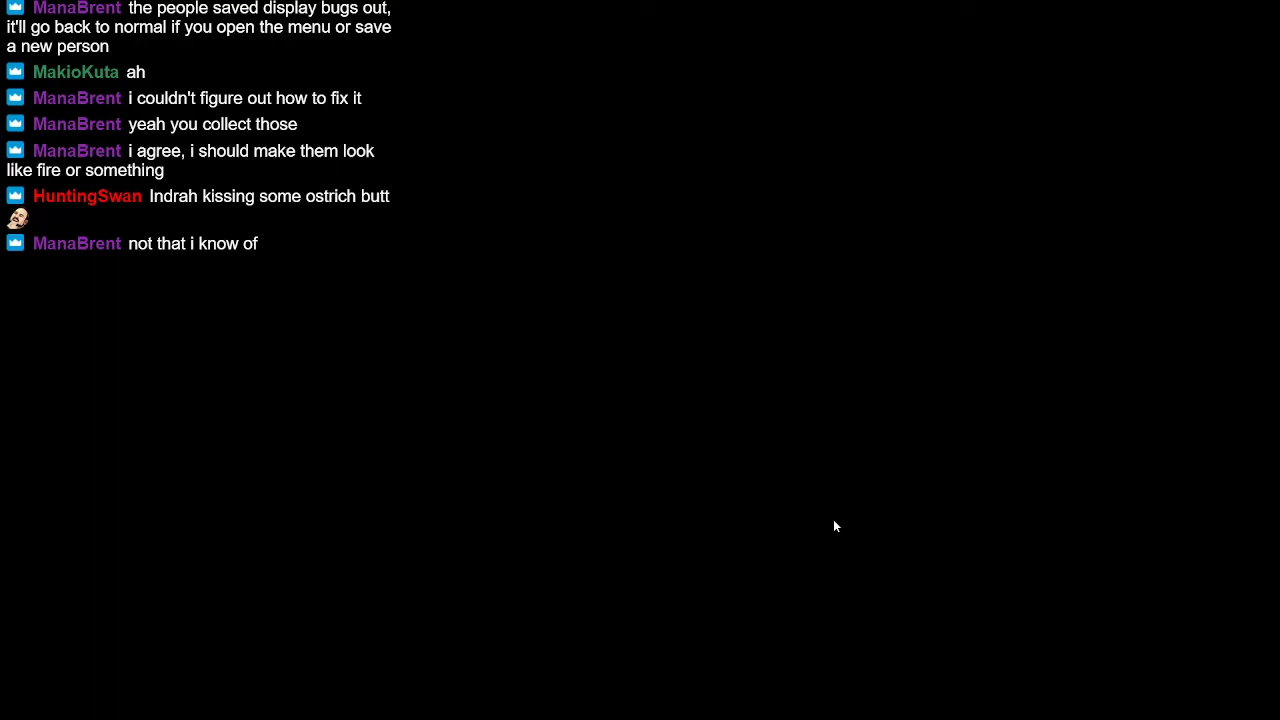 ManaBrent the people saved display bugs out,
it'll go back to normal if you open the menu or save
a new person
MakioKuta ah
ManaBrent i couldn't figure out how to fix it
ManaBrent yeah you collect those
ManaBrent i agree, i should make them look
like fire or something
HuntingSwan Indrah kissing some ostrich butt
ManaBrent not that i know of